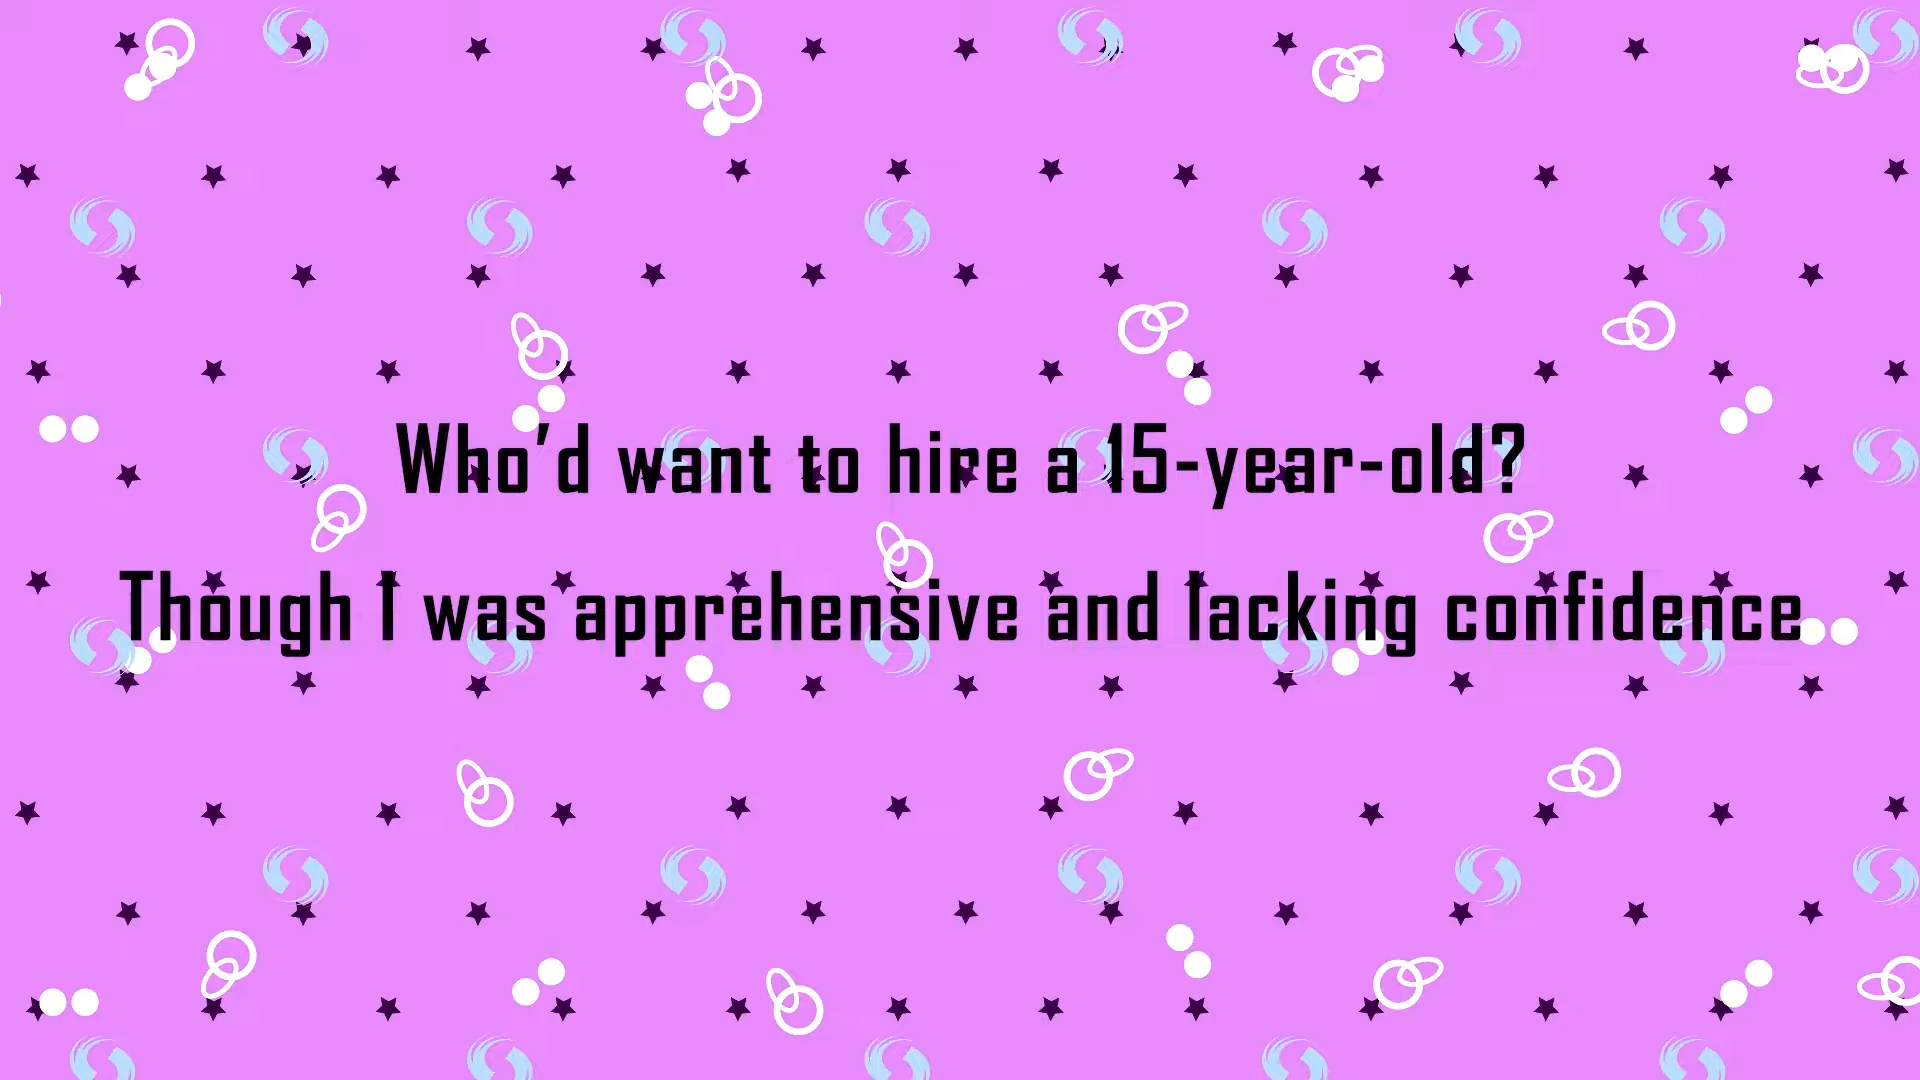 Who'd want to hire a 15-year-old?
Though I was apprehensive and lacking confidence